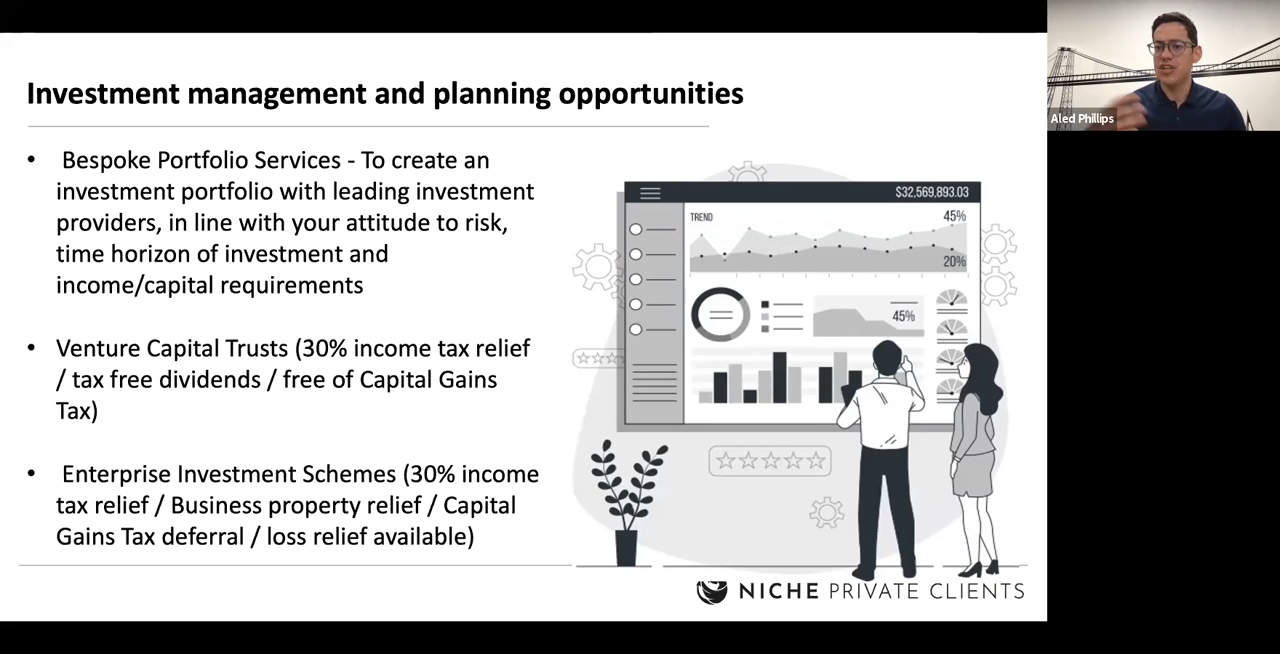 Investment management and planning opportunities
• Bespoke Portfolio Services - To create an
investment portfolio with leading investment
providers, in line with your attitude to risk,
time horizon of investment and
income/capital requirements
• Venture Capital Trusts (30% income tax relief
/ tax free dividends / free of Capital Gains
Tax)
• Enterprise Investment Schemes (30% income
tax relief / Business property relief / Capital
Gains Tax deferral / loss relief available)
$32,569,893.03
TREND
45%
20%
45%
NICHE PRIVATE CLIENTS
Aled Phillips